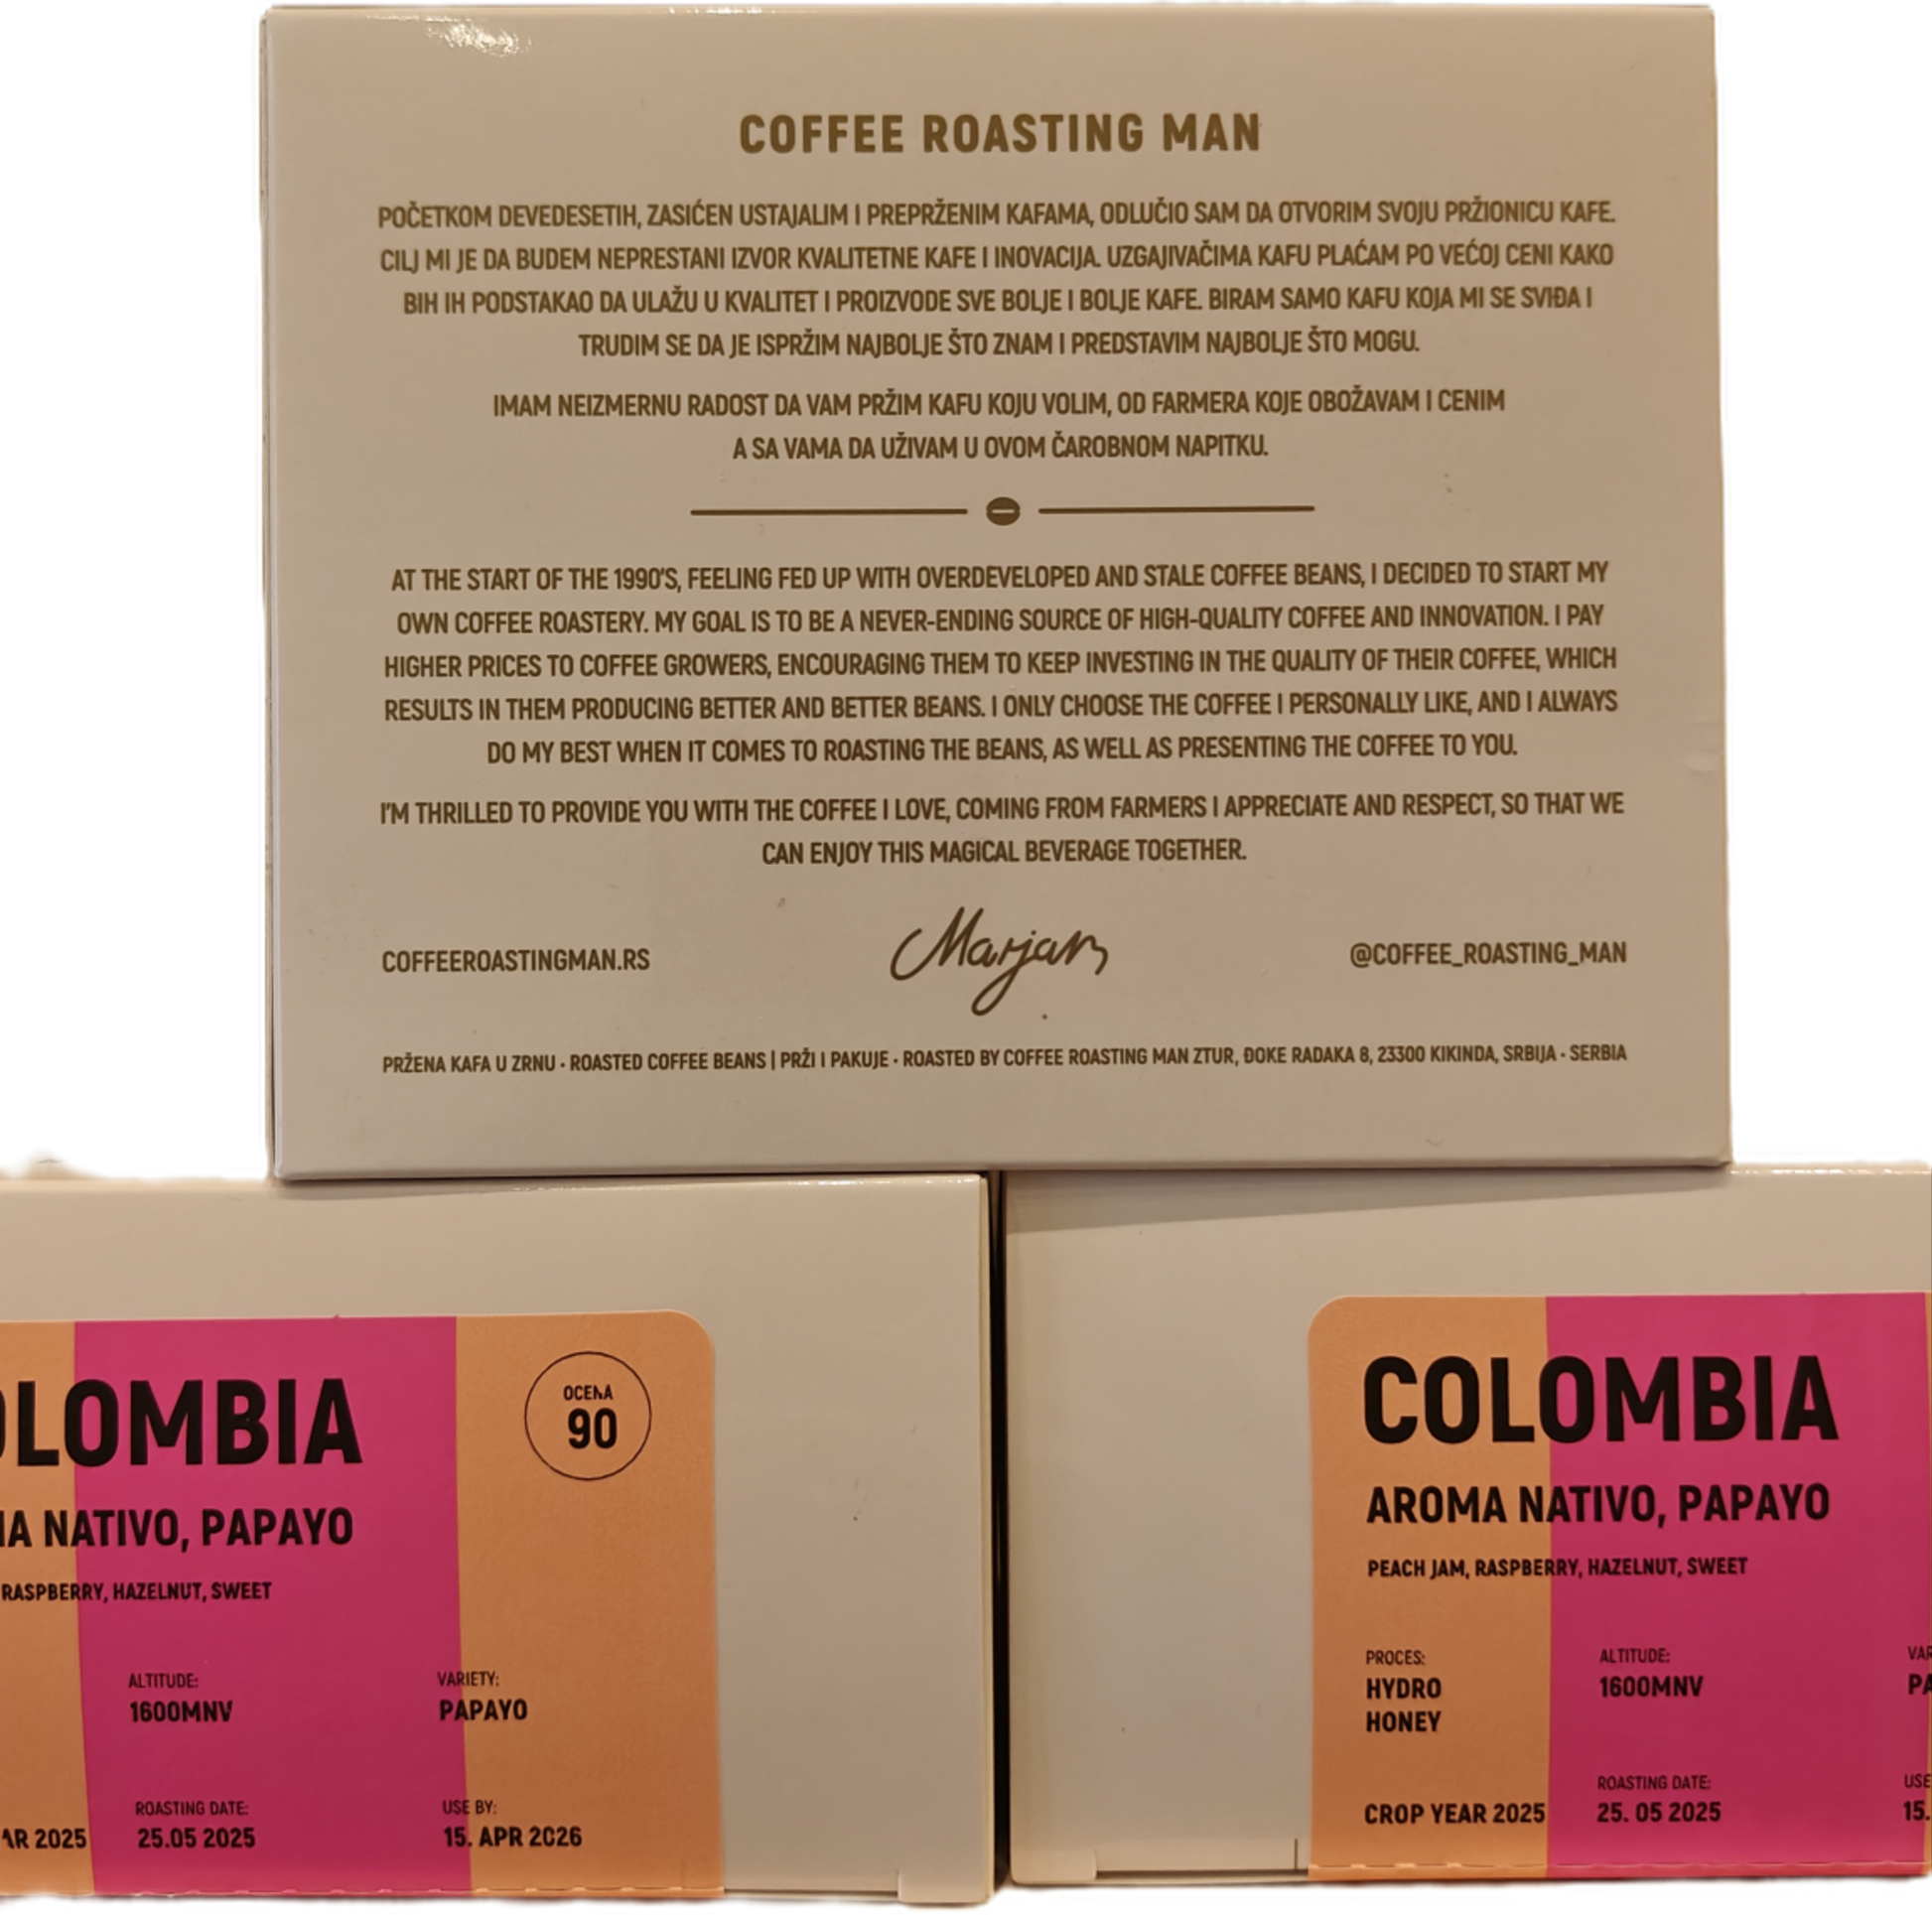 COFFEE ROASTING MAN
POČETKOM DEVEDESETIH, ZASIĆEN USTAJALIM I PREPRŽENIM KAFAMA, ODLUČIO SAM DA OTVORIM SVOJU PRŽIONICU KAFE.
CILJ MI JE DA BUDEM NEPRESTANI IZVOR KVALITETNE KAFE I INOVACIJA. UZGAJIVAČIMA KAFU PLAĆAM PO VEĆOJ CENI KAKO
BIH IH PODSTAKAO DA ULAŽU U KVALITET I PROIZVODE SVE BOLJE I BOLJE KAFE. BIRAM SAMO KAFU KOJA MI SE SVIĐA I
TRUDIM SE DA JE ISPRŽIM NAJBOLJE ŠTO ZNAM I PREDSTAVIM NAJBOLJE ŠTO MOGU.
IMAM NEIZMERNU RADOST DA VAM PRŽIM KAFU KOJU VOLIM, OD FARMERA KOJE OBOŽAVAM I CENIM
A SA VAMA DA UŽIVAM U OVOM ČAROBNOM NAPITKU.
AT THE START OF THE 1990'S, FEELING FED UP WITH OVERDEVELOPED AND STALE COFFEE BEANS, I DECIDED TO START MY
OWN COFFEE ROASTERY. MY GOAL IS TO BE A NEVER-ENDING SOURCE OF HIGH-QUALITY COFFEE AND INNOVATION. I PAY
HIGHER PRICES TO COFFEE GROWERS, ENCOURAGING THEM TO KEEP INVESTING IN THE QUALITY OF THEIR COFFEE, WHICH
RESULTS IN THEM PRODUCING BETTER AND BETTER BEANS. I ONLY CHOOSE THE COFFEE I PERSONALLY LIKE, AND I ALWAYS
DO MY BEST WHEN IT COMES TO ROASTING THE BEANS, AS WELL AS PRESENTING THE COFFEE TO YOU.
I'M THRILLED TO PROVIDE YOU WITH THE COFFEE I LOVE, COMING FROM FARMERS I APPRECIATE AND RESPECT, SO THAT WE
CAN ENJOY THIS MAGICAL BEVERAGE TOGETHER.
COFFEEROASTINGMAN.RS Marjan @COFFEE_ROASTING_MAN
PRŽENA KAFA U ZRNU · ROASTED COFFEE BEANS | PRŽI I PAKUJE · ROASTED BY COFFEE ROASTING MAN ZTUR, ĐOKE RADAKA 8, 23300 KIKINDA, SRBIJA · SERBIA
OLOMBIA
OCENA
90
MA NATIVO, PAPAYO
RASPBERRY, HAZELNUT, SWEET
ALTITUDE: VARIETY:
1600MNV PAPAYO
ROASTING DATE: USE BY:
AR 2025 25.05 2025 15. APR 2026
COLOMBIA
AROMA NATIVO, PAPAYO
PEACH JAM, RASPBERRY, HAZELNUT, SWEET
PROCES: ALTITUDE: VAR
HYDRO 1600MNV PA
HONEY
ROASTING DATE: USE
CROP YEAR 2025 25. 05 2025 15.